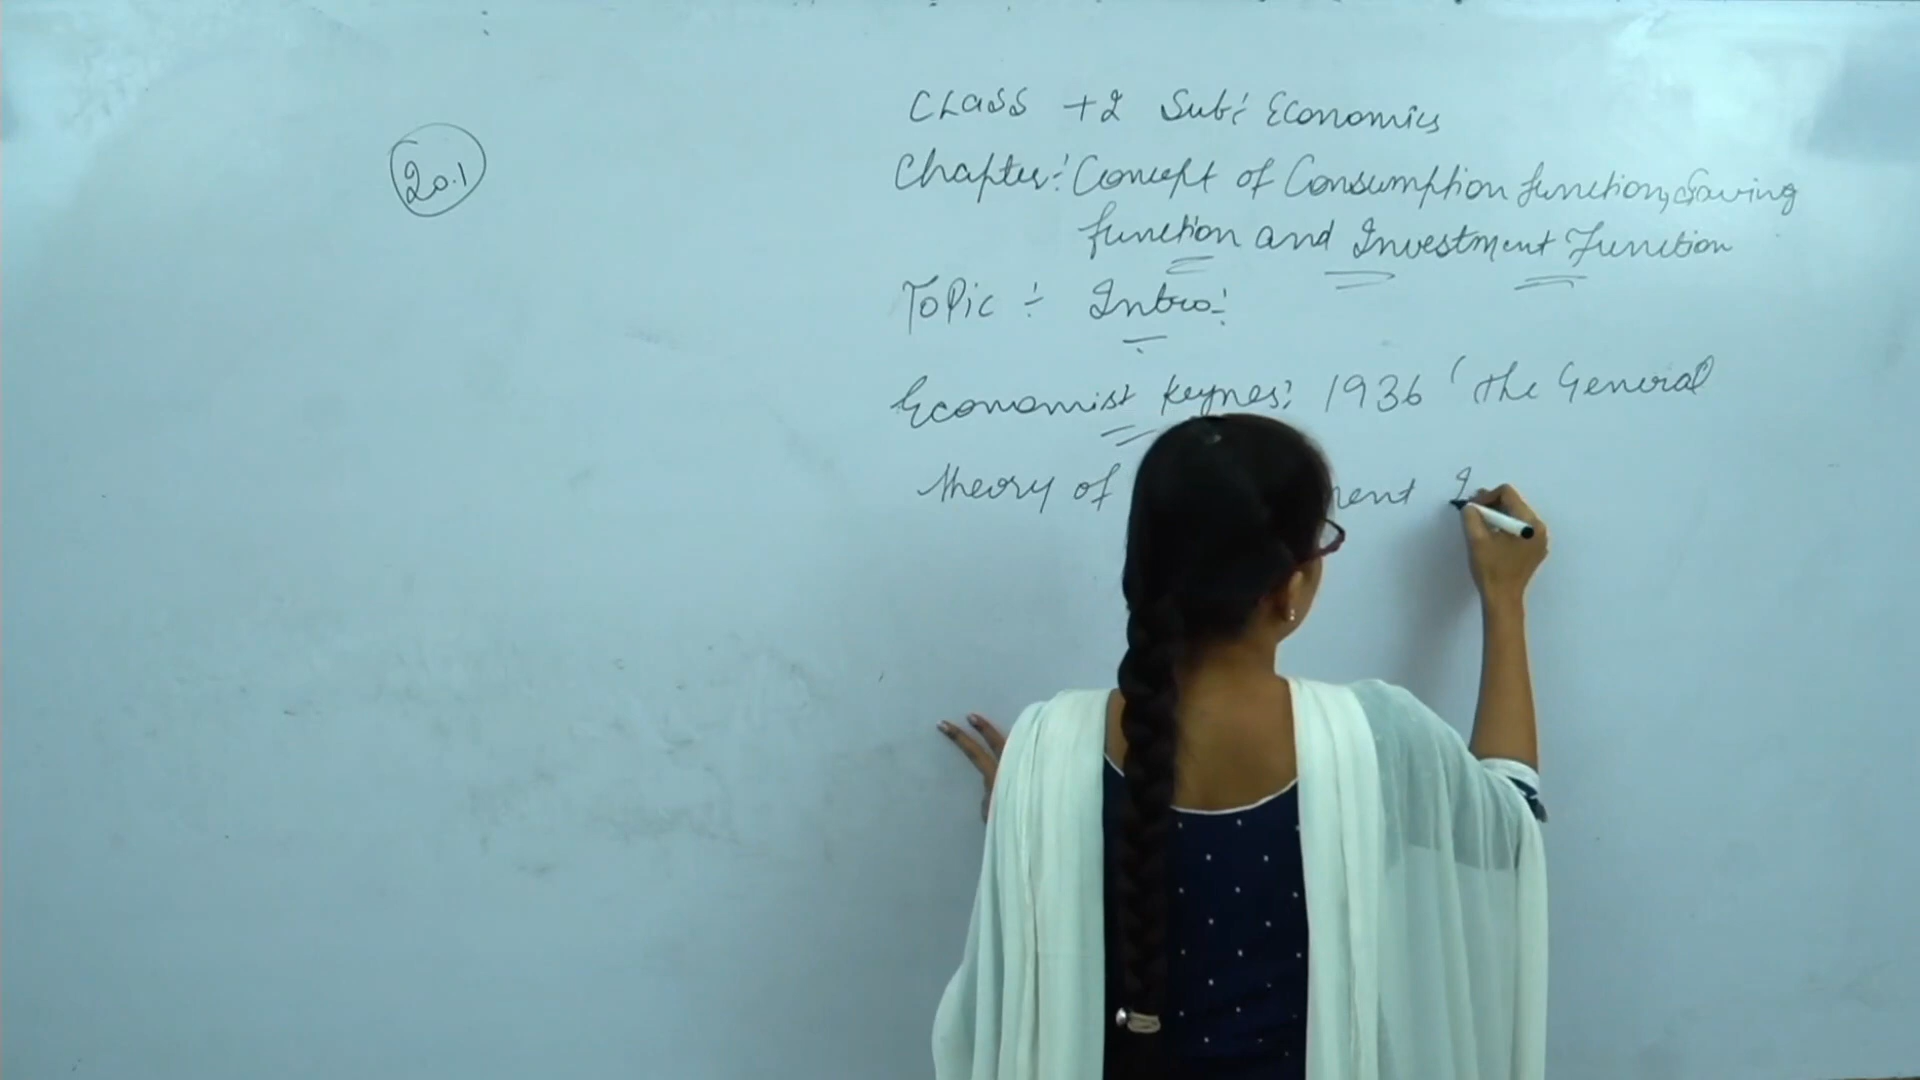 20.1
Class +2 Sub: Economics
Chapter: Concept of Consumption function, Saving
function and Investment Function
Topic ÷ Intro:
Economist Keynes: 1936 'The General
theory of